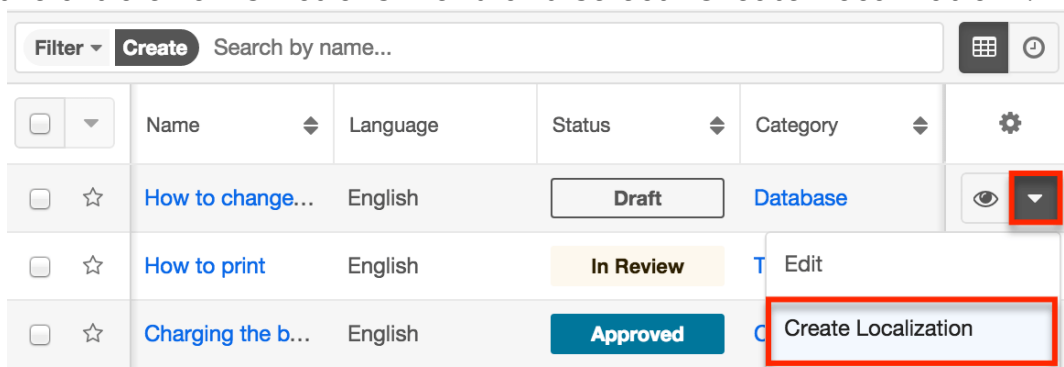 Filter Create Search by name...
Name Language Status Category
How to change... English Draft Database
How to print English In Review T Edit
Charging the b... English Approved C Create Localization